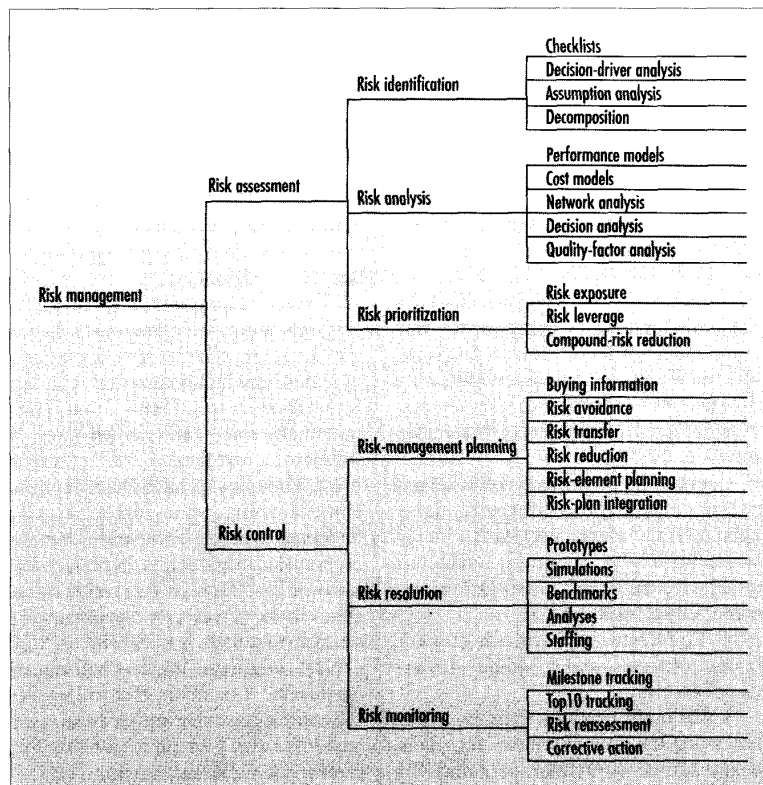 Risk management
Risk assessment
Risk identification
Checklists
Decision-driver analysis
Assumption analysis
Decomposition
Risk analysis
Performance models
Cost models
Network analysis
Decision analysis
Quality-factor analysis
Risk prioritization
Risk exposure
Risk leverage
Compound-risk reduction
Risk control
Risk-management planning
Buying information
Risk avoidance
Risk transfer
Risk reduction
Risk-element planning
Risk-plan integration
Risk resolution
Prototypes
Simulations
Benchmarks
Analyses
Staffing
Risk monitoring
Milestone tracking
Top10 tracking
Risk reassessment
Corrective action